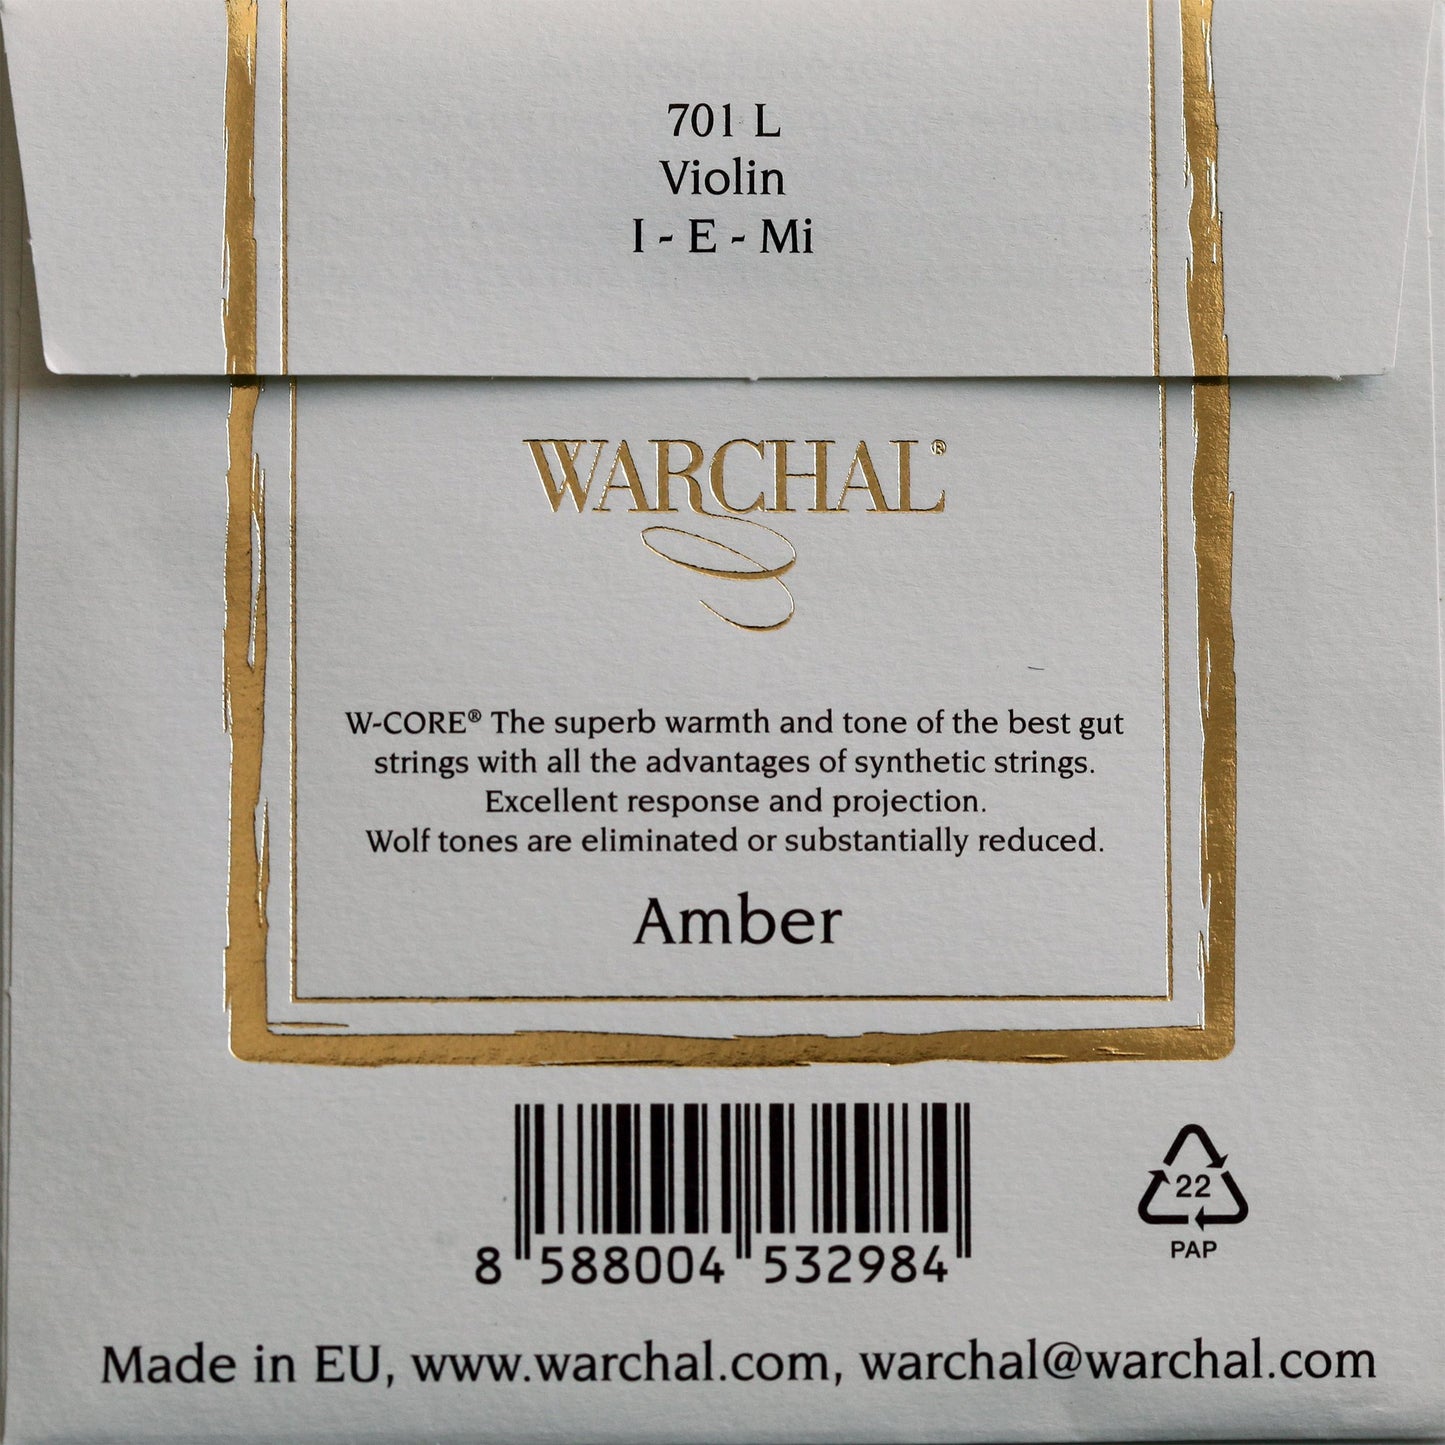 701 L
Violin
I - E - Mi
WARCHAL®
W-CORE® The superb warmth and tone of the best gut
strings with all the advantages of synthetic strings.
Excellent response and projection.
Wolf tones are eliminated or substantially reduced.
Amber
8 588004 532984
22
PAP
Made in EU, www.warchal.com, warchal@warchal.com